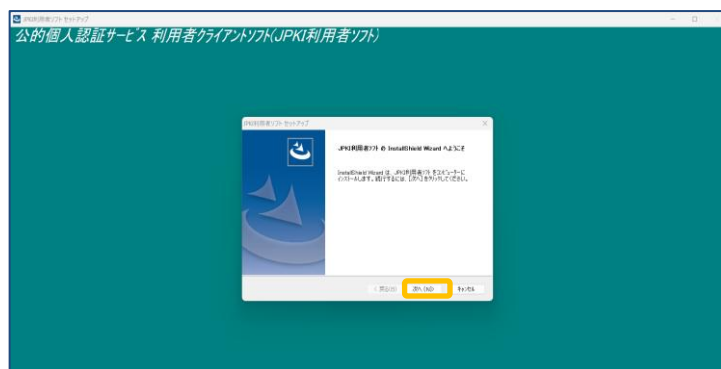 JPKI利用者ソフト セットアップ
公的個人認証サービス 利用者クライアントソフト(JPKI利用者ソフト)
JPKI利用者ソフト セットアップ
JPKI利用者ソフト の InstallShield Wizard へようこそ
InstallShield Wizard は、JPKI利用者ソフト をコンピューターに
インストールします。続行するには、[次へ] をクリックしてください。
< 戻る(B)
次へ(N)>
キャンセル